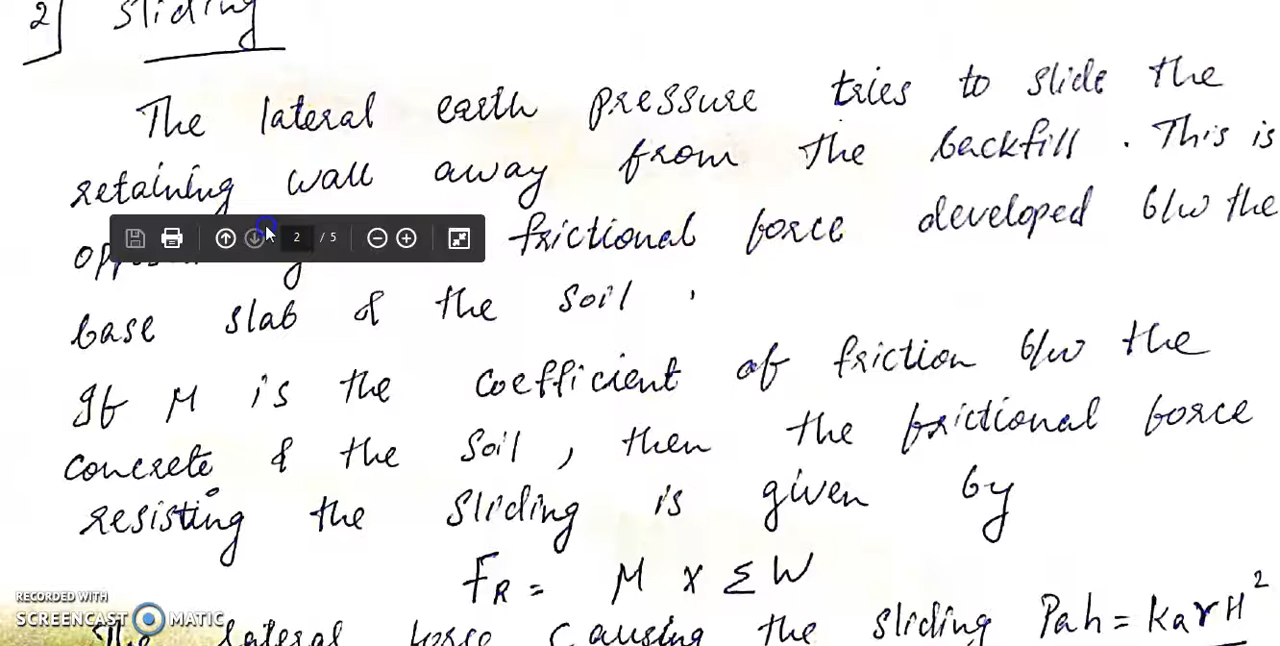 2] Sliding
The lateral earth pressure tries to slide the
retaining wall away from the backfill. This is
frictional force developed b/w the
2 / 5
base slab & the soil.
If μ is the coefficient of friction b/w the
concrete & the soil, then the frictional force
resisting the sliding is given by
FR = μ x Σ W
RECORDED WITH
SCREENCAST MATIC
The lateral force causing the sliding Pah = kaγH²